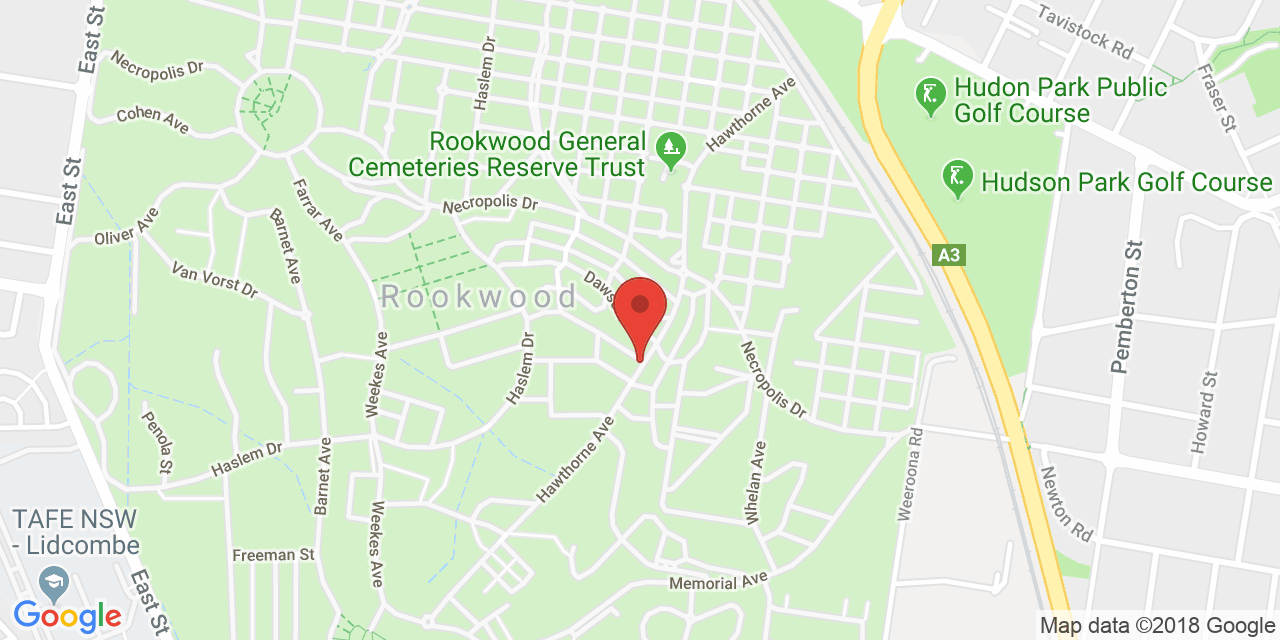 East St
Necropolis Dr
Haslem Dr
Tavistock Rd
Fraser St
Hudon Park Public
Golf Course
Cohen Ave
Hawthorne Ave
Rookwood General
Cemeteries Reserve Trust
Hudson Park Golf Course
East St
Farrar Ave
Necropolis Dr
Oliver Ave
Barnet Ave
A3
Pemberton St
Van Vorst Dr
Rookwood
Weekes Ave
Haslem Dr
Necropolis Dr
Howard St
Penola St
Haslem Dr
Barnet Ave
Hawthorne Ave
Whelan Ave
Weeroona Rd
Newton Rd
TAFE NSW
- Lidcombe
Weekes Ave
Freeman St
Memorial Ave
East St
Google
Map data ©2018 Google